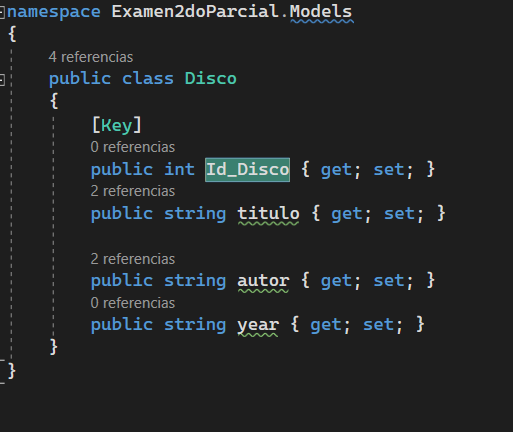 namespace Examen2doParcial.Models
{
4 referencias
public class Disco
{
[Key]
0 referencias
public int Id_Disco { get; set; }
2 referencias
public string titulo { get; set; }
2 referencias
public string autor { get; set; }
0 referencias
public string year { get; set; }
}
}